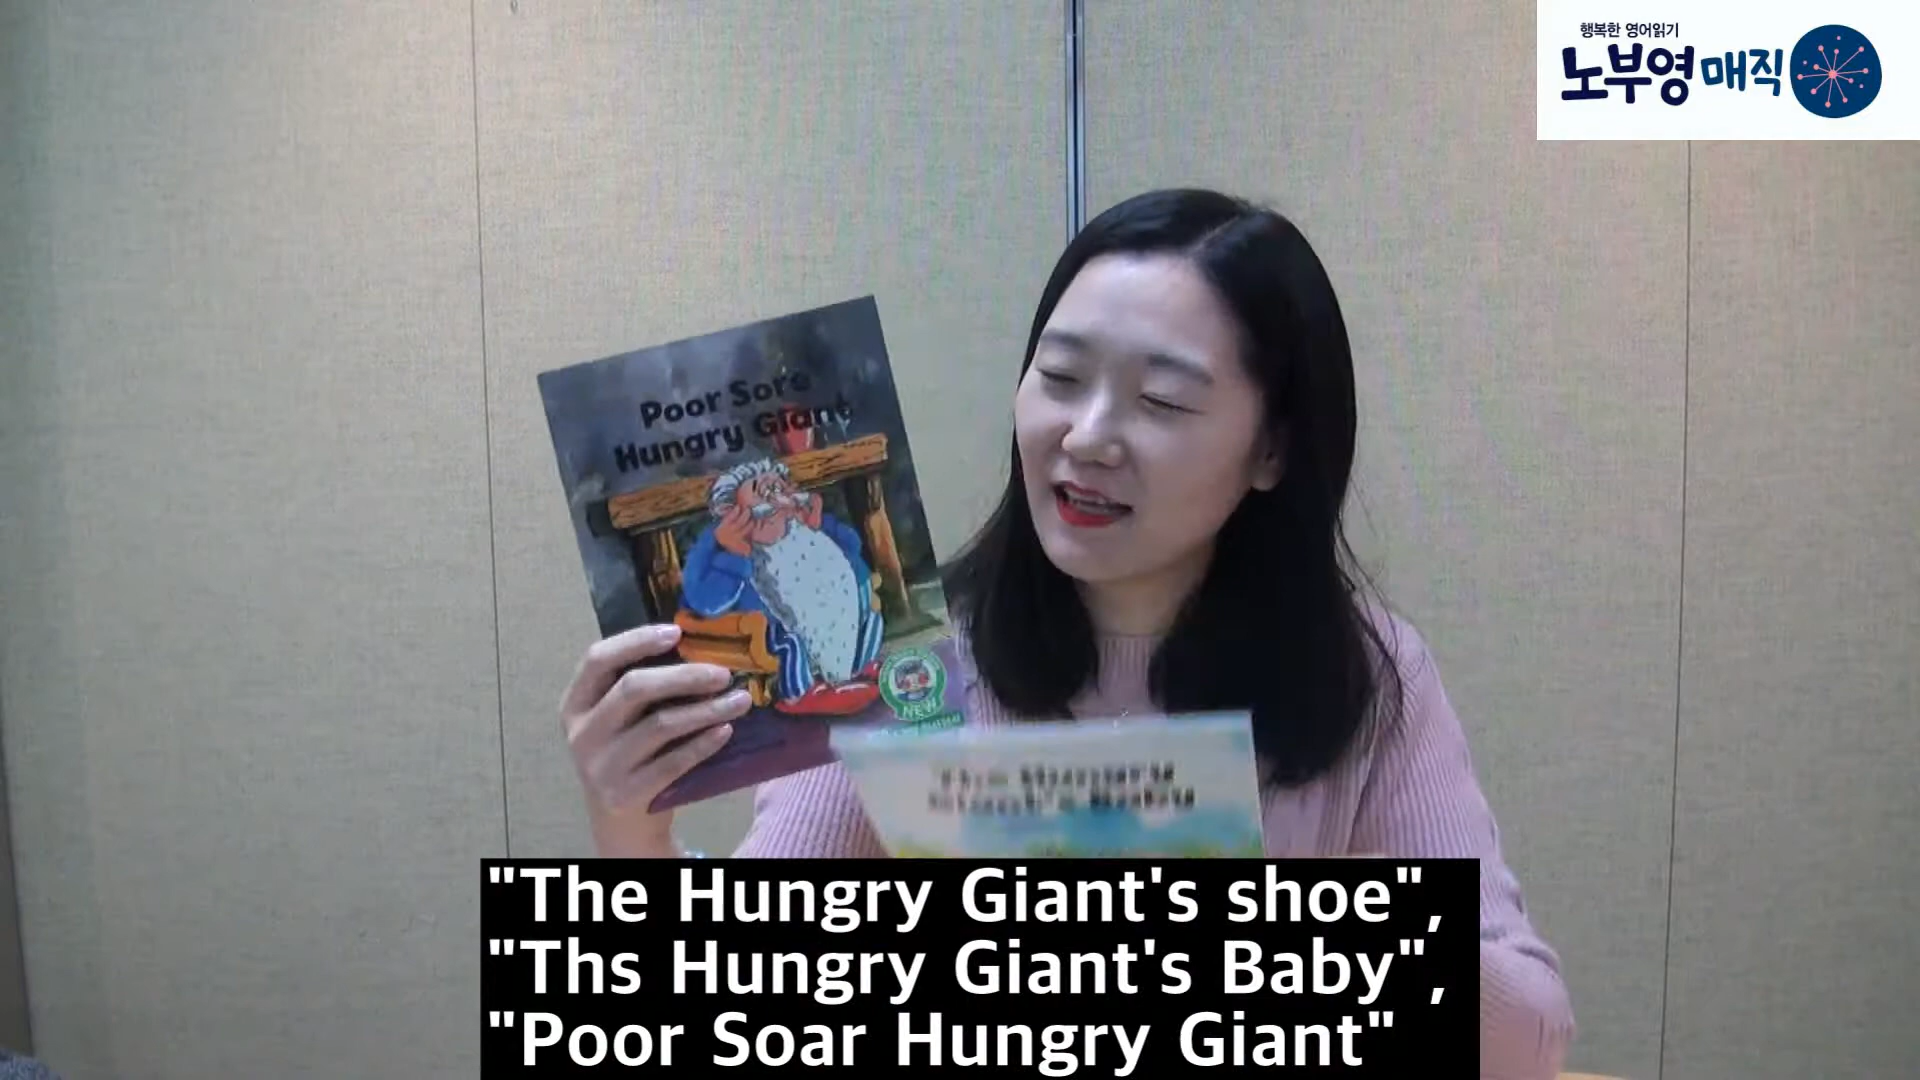 행복한 영어읽기
노부영 매직
Poor Sore
Hungry Giant
NEW
"The Hungry Giant's shoe",
"Ths Hungry Giant's Baby",
"Poor Soar Hungry Giant"